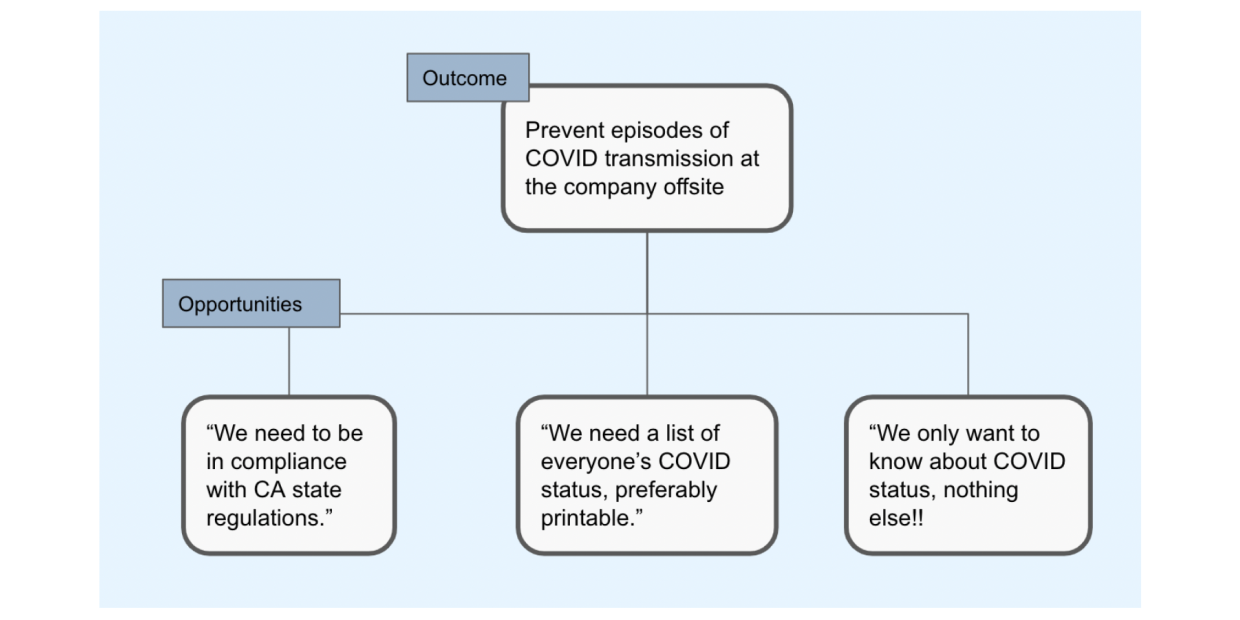 Outcome
Prevent episodes of
COVID transmission at
the company offsite
Opportunities
“We need to be
in compliance
with CA state
regulations.”
“We need a list of
everyone’s COVID
status, preferably
printable.”
“We only want to
know about COVID
status, nothing
else!!